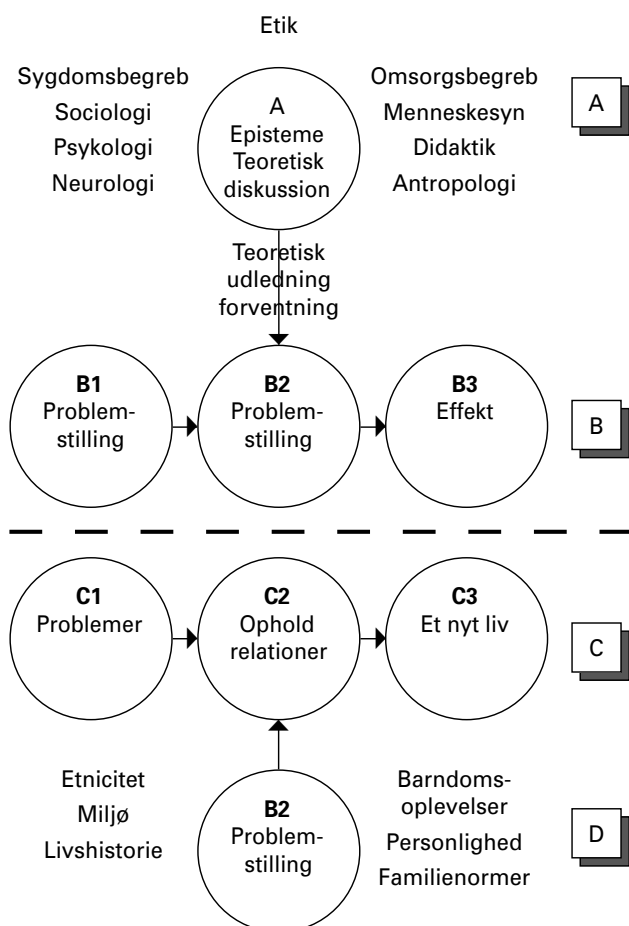 Etik
Sygdomsbegreb
Sociologi
Psykologi
Neurologi
A
Episteme
Teoretisk
diskussion
Omsorgsbegreb
Menneskesyn
Didaktik
Antropologi
A
Teoretisk
udledning
forventning
B1
Problem-
stilling
B2
Problem-
stilling
B3
Effekt
B
C1
Problemer
C2
Ophold
relationer
C3
Et nyt liv
C
Etnicitet
Miljø
Livshistorie
B2
Problem-
stilling
Barndoms-
oplevelser
Personlighed
Familienormer
D